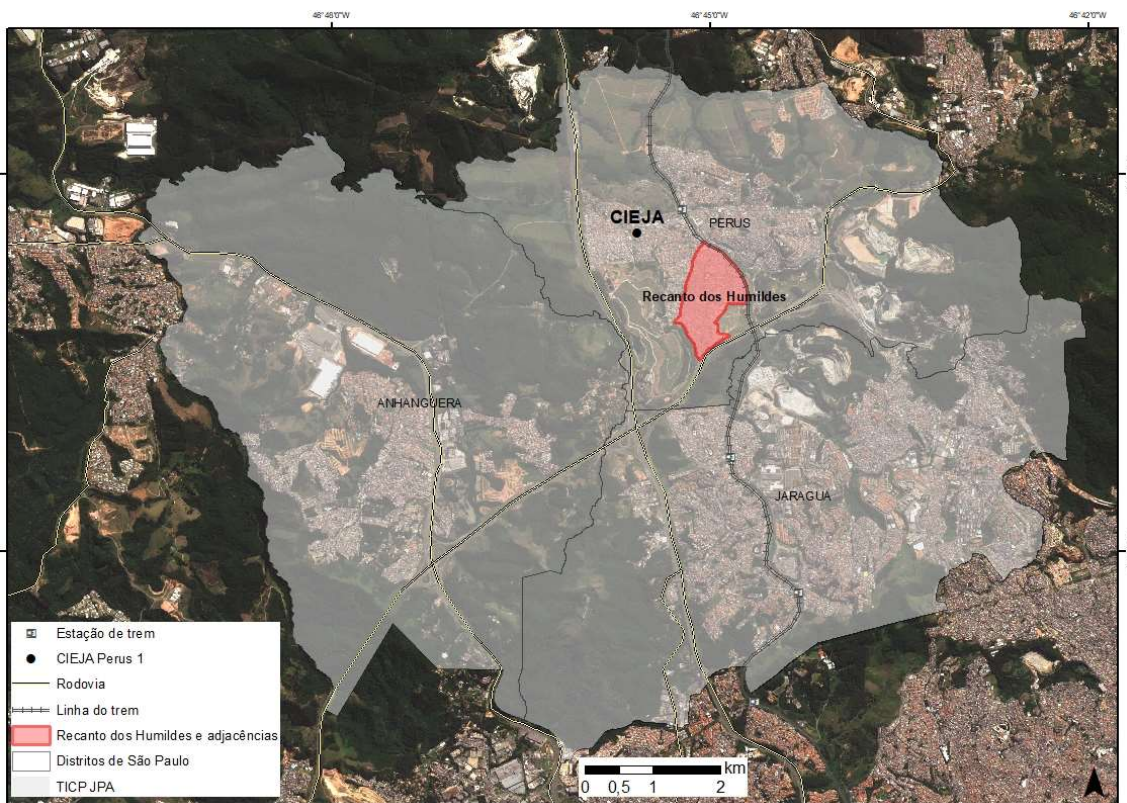 46°48'0"W
46°45'0"W
46°42'0"W
CIEJA
PERUS
Recanto dos Humildes
ANHANGUERA
JARAGUA
Estação de trem
CIEJA Perus 1
Rodovia
Linha do trem
Recanto dos Humildes e adjacências
Distritos de São Paulo
TICP JPA
km
0 0,5 1 2